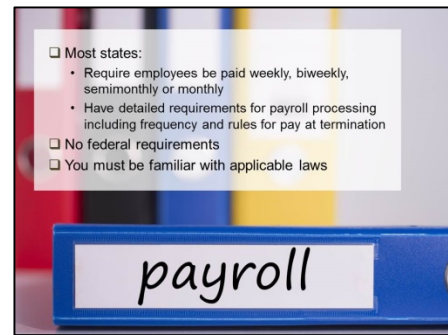 ❑ Most states:
• Require employees be paid weekly, biweekly,
semimonthly or monthly
• Have detailed requirements for payroll processing
including frequency and rules for pay at termination
❑ No federal requirements
❑ You must be familiar with applicable laws
payroll